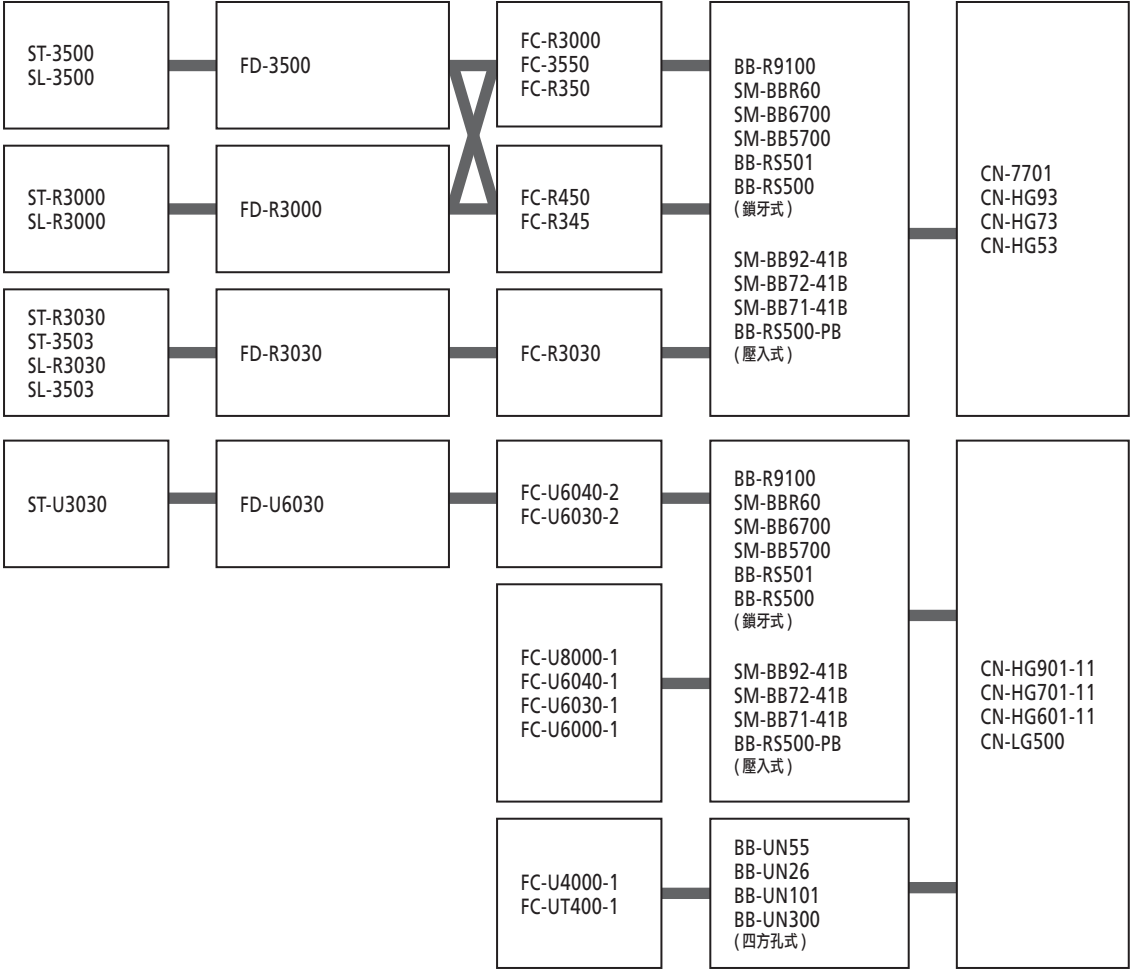 ST-3500
SL-3500
FD-3500
FC-R3000
FC-3550
FC-R350
ST-R3000
SL-R3000
FD-R3000
FC-R450
FC-R345
ST-R3030
ST-3503
SL-R3030
SL-3503
FD-R3030
FC-R3030
BB-R9100
SM-BBR60
SM-BB6700
SM-BB5700
BB-RS501
BB-RS500
( 鎖牙式 )
SM-BB92-41B
SM-BB72-41B
SM-BB71-41B
BB-RS500-PB
( 壓入式 )
CN-7701
CN-HG93
CN-HG73
CN-HG53
ST-U3030
FD-U6030
FC-U6040-2
FC-U6030-2
FC-U8000-1
FC-U6040-1
FC-U6030-1
FC-U6000-1
BB-R9100
SM-BBR60
SM-BB6700
SM-BB5700
BB-RS501
BB-RS500
( 鎖牙式 )
SM-BB92-41B
SM-BB72-41B
SM-BB71-41B
BB-RS500-PB
( 壓入式 )
FC-U4000-1
FC-UT400-1
BB-UN55
BB-UN26
BB-UN101
BB-UN300
( 四方孔式 )
CN-HG901-11
CN-HG701-11
CN-HG601-11
CN-LG500